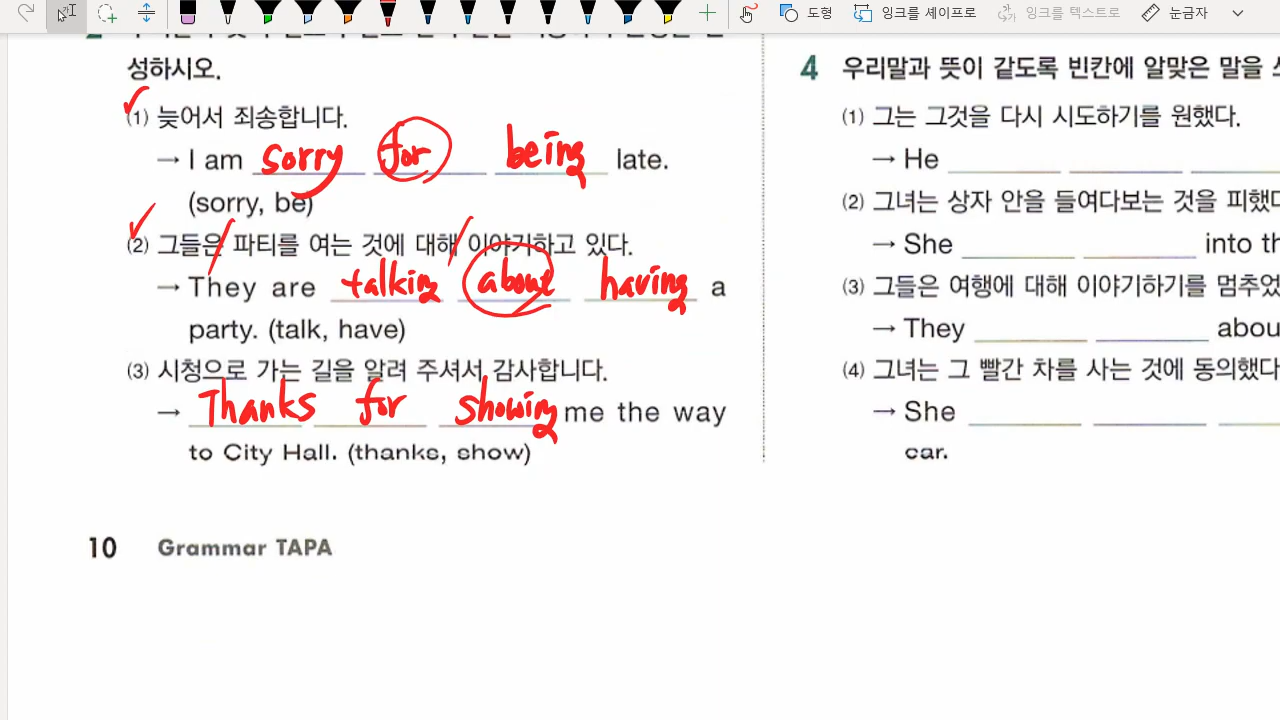 도형 잉크를 셰이프로 잉크를 텍스트로 눈금자
성하시오.
(1) 늦어서 죄송합니다.
→ I am sorry for being late.
(sorry, be)
(2) 그들은 파티를 여는 것에 대해 이야기하고 있다.
→ They are talking about having a
party. (talk, have)
(3) 시청으로 가는 길을 알려 주셔서 감사합니다.
→ Thanks for showing me the way
to City Hall. (thanks, show)
10 Grammar TAPA
4 우리말과 뜻이 같도록 빈칸에 알맞은 말을
(1) 그는 그것을 다시 시도하기를 원했다.
→ He
(2) 그녀는 상자 안을 들여다보는 것을 피했다
→ She into th
(3) 그들은 여행에 대해 이야기하기를 멈추었
→ They abou
(4) 그녀는 그 빨간 차를 사는 것에 동의했다
→ She
car.